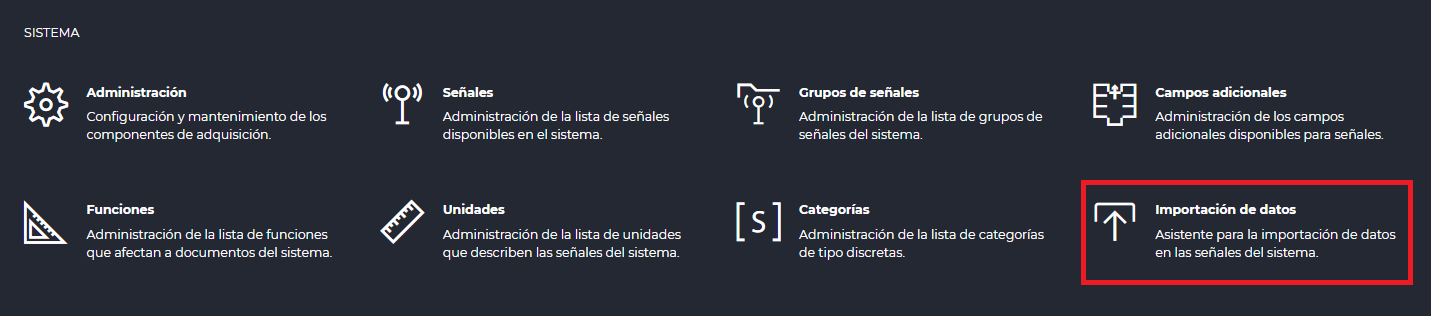 SISTEMA
Administración
Configuración y mantenimiento de los
componentes de adquisición.
Señales
Administración de la lista de señales
disponibles en el sistema.
Grupos de señales
Administración de la lista de grupos de
señales del sistema.
Campos adicionales
Administración de los campos
adicionales disponibles para señales.
Funciones
Administración de la lista de funciones
que afectan a documentos del sistema.
Unidades
Administración de la lista de unidades
que describen las señales del sistema.
[S]
Categorías
Administración de la lista de categorías
de tipo discretas.
Importación de datos
Asistente para la importación de datos
en las señales del sistema.